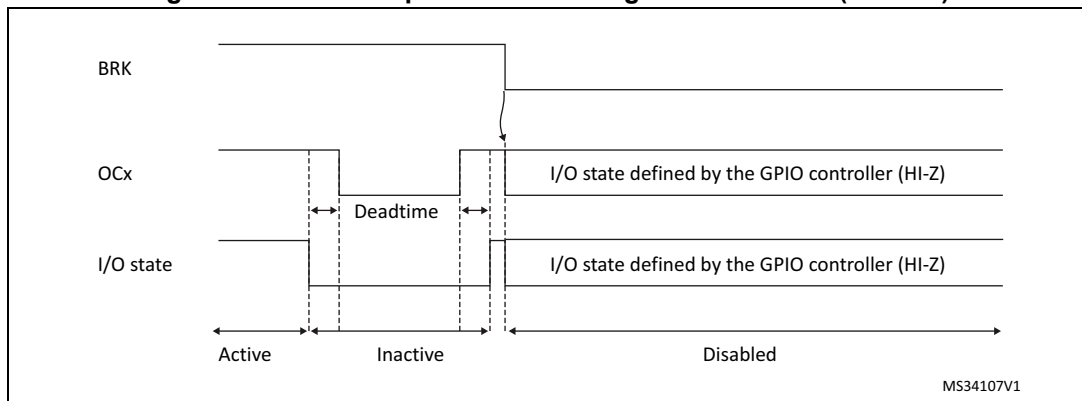 BRK
OCx
I/O state defined by the GPIO controller (HI-Z)
Deadtime
I/O state
I/O state defined by the GPIO controller (HI-Z)
Active
Inactive
Disabled
MS34107V1